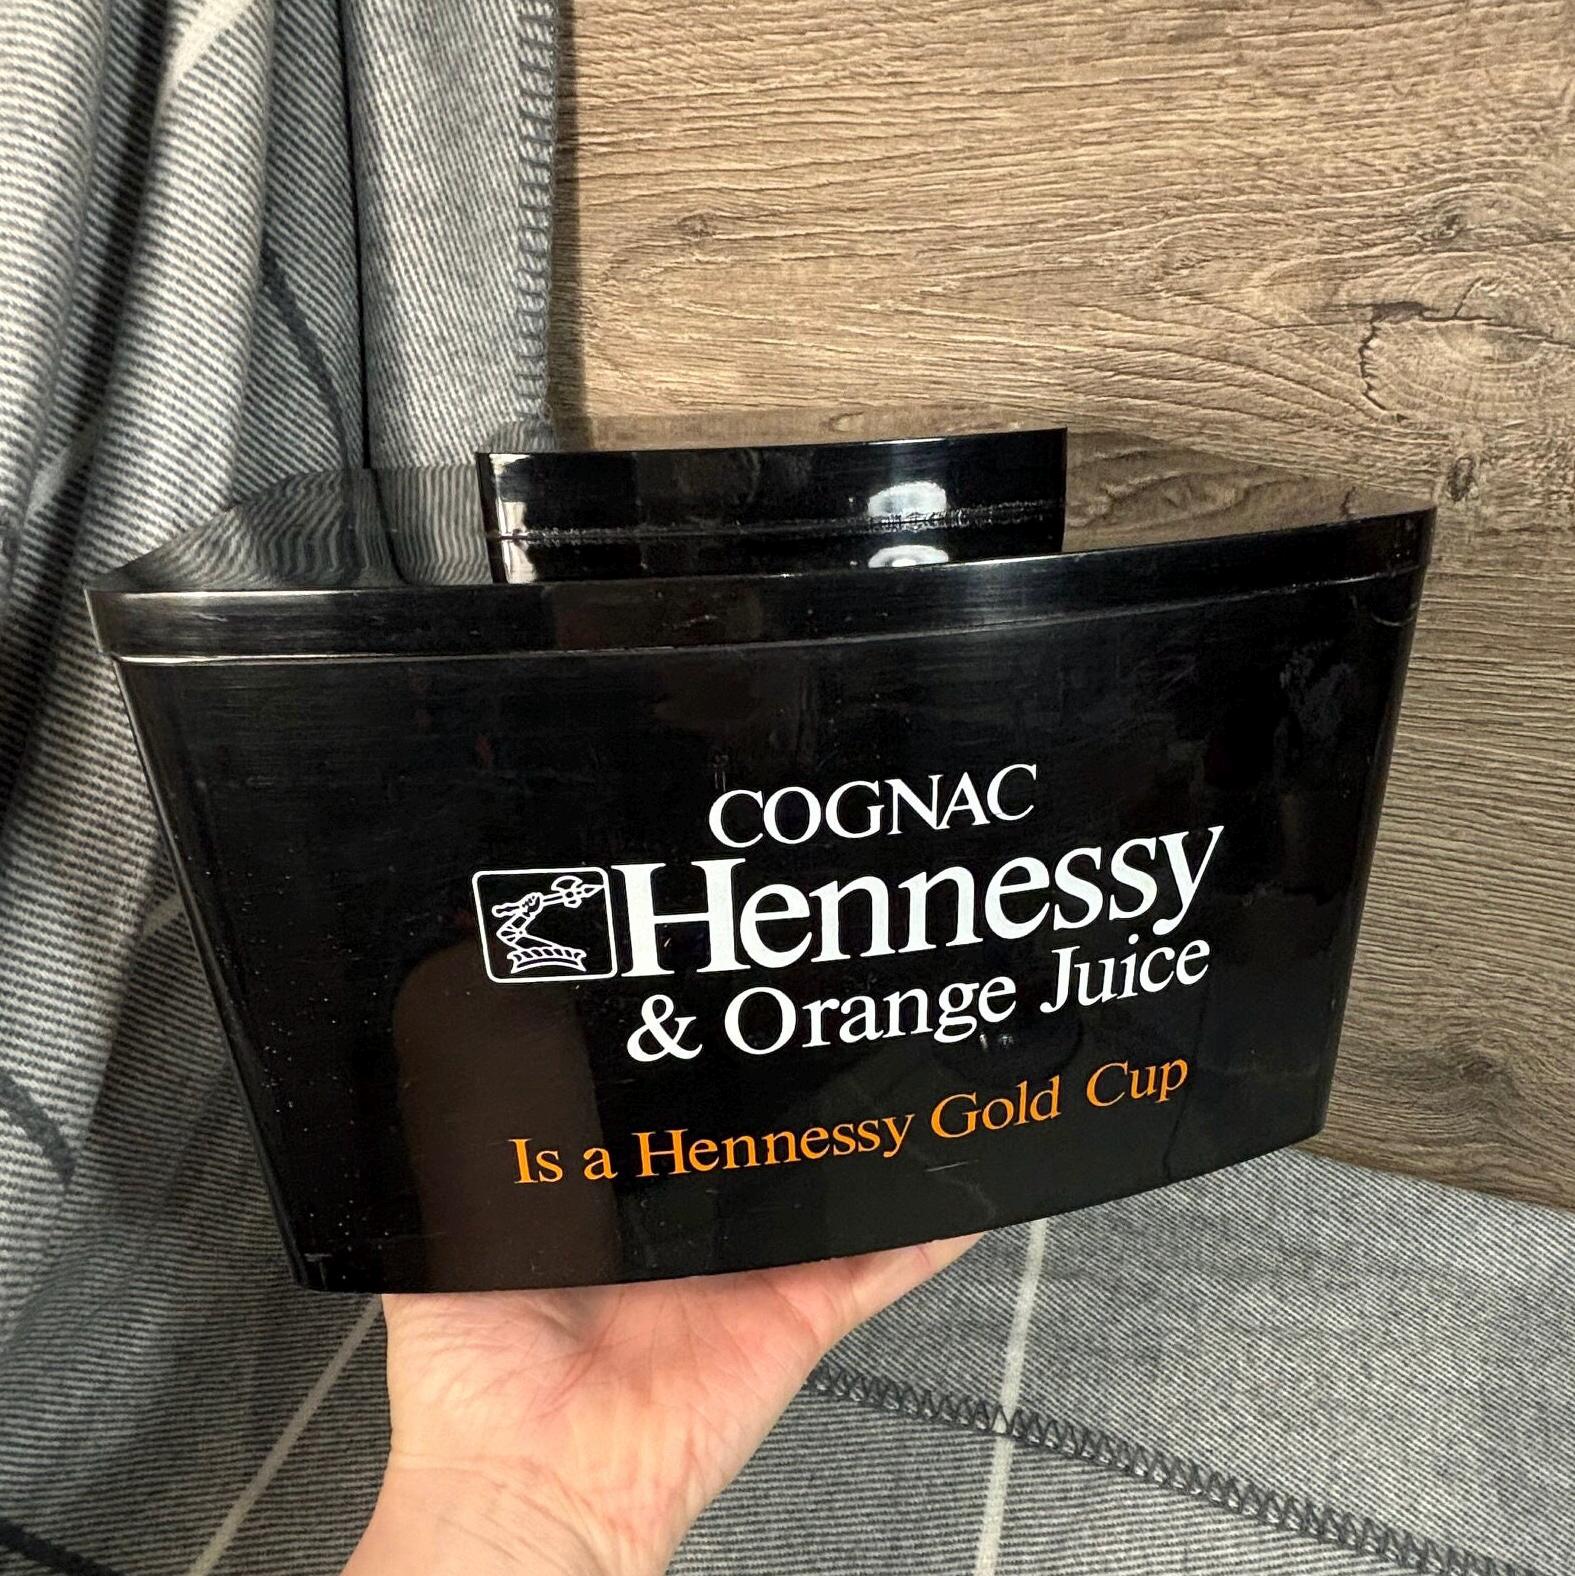 COGNAC
Hennessy
& Orange Juice
Is a Hennessy Gold Cup